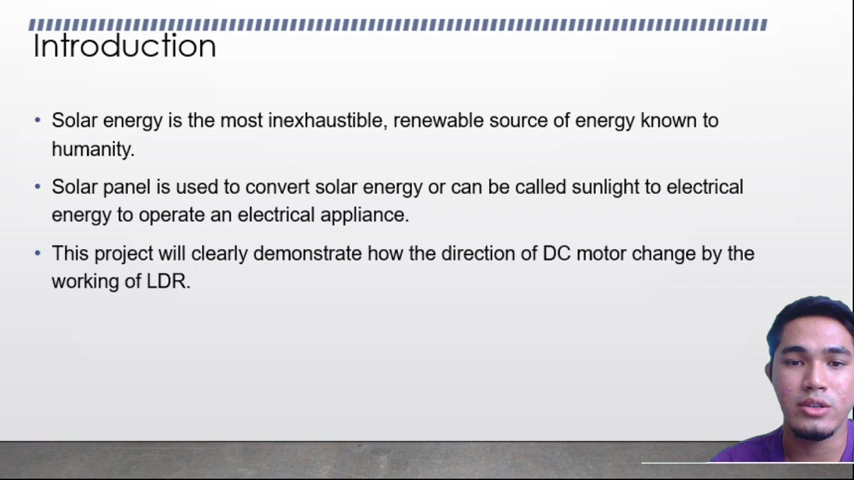 Introduction
• Solar energy is the most inexhaustible, renewable source of energy known to
humanity.
• Solar panel is used to convert solar energy or can be called sunlight to electrical
energy to operate an electrical appliance.
• This project will clearly demonstrate how the direction of DC motor change by the
working of LDR.